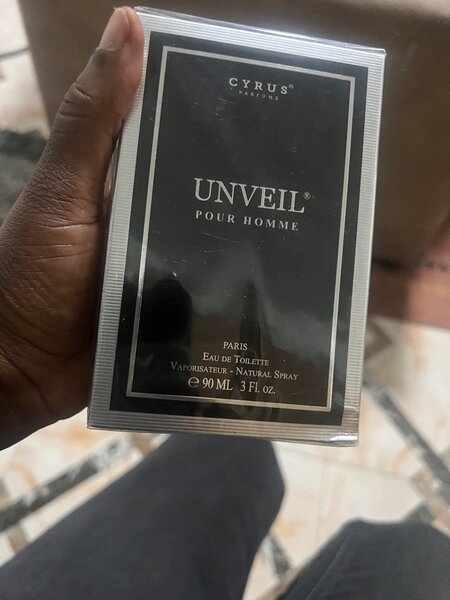 CYRUS®
PARFUMS
UNVEIL®
POUR HOMME
PARIS
EAU DE TOILETTE
VAPORISATEUR - NATURAL SPRAY
℮ 90 ML 3 FL. OZ.